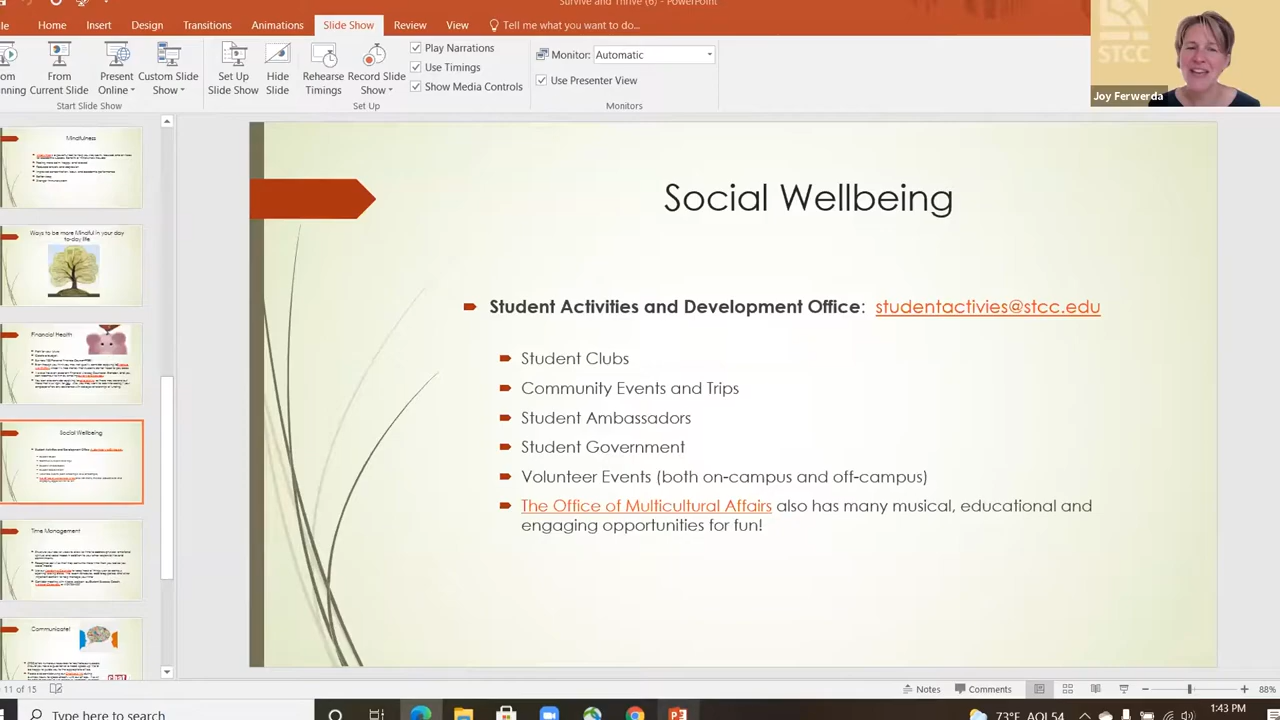 Survive and Thrive (6) - PowerPoint
Home Insert Design Transitions Animations Slide Show Review View Tell me what you want to do...
From Current Slide
Present Online
Custom Slide Show
Set Up Slide Show
Hide Slide
Rehearse Timings
Record Slide Show
Play Narrations
Use Timings
Show Media Controls
Monitor: Automatic
Use Presenter View
Start Slide Show
Set Up
Monitors
STCC
Joy Ferwerda
Mindfulness
Ways to be more Mindful in your day
to-day life
Financial Health
Social Wellbeing
Time Management
Communicate!
Social Wellbeing
Student Activities and Development Office: studentactivies@stcc.edu
Student Clubs
Community Events and Trips
Student Ambassadors
Student Government
Volunteer Events (both on-campus and off-campus)
The Office of Multicultural Affairs also has many musical, educational and
engaging opportunities for fun!
11 of 15
Notes
Comments
88%
Type here to search
73°F AQI 54
1:43 PM